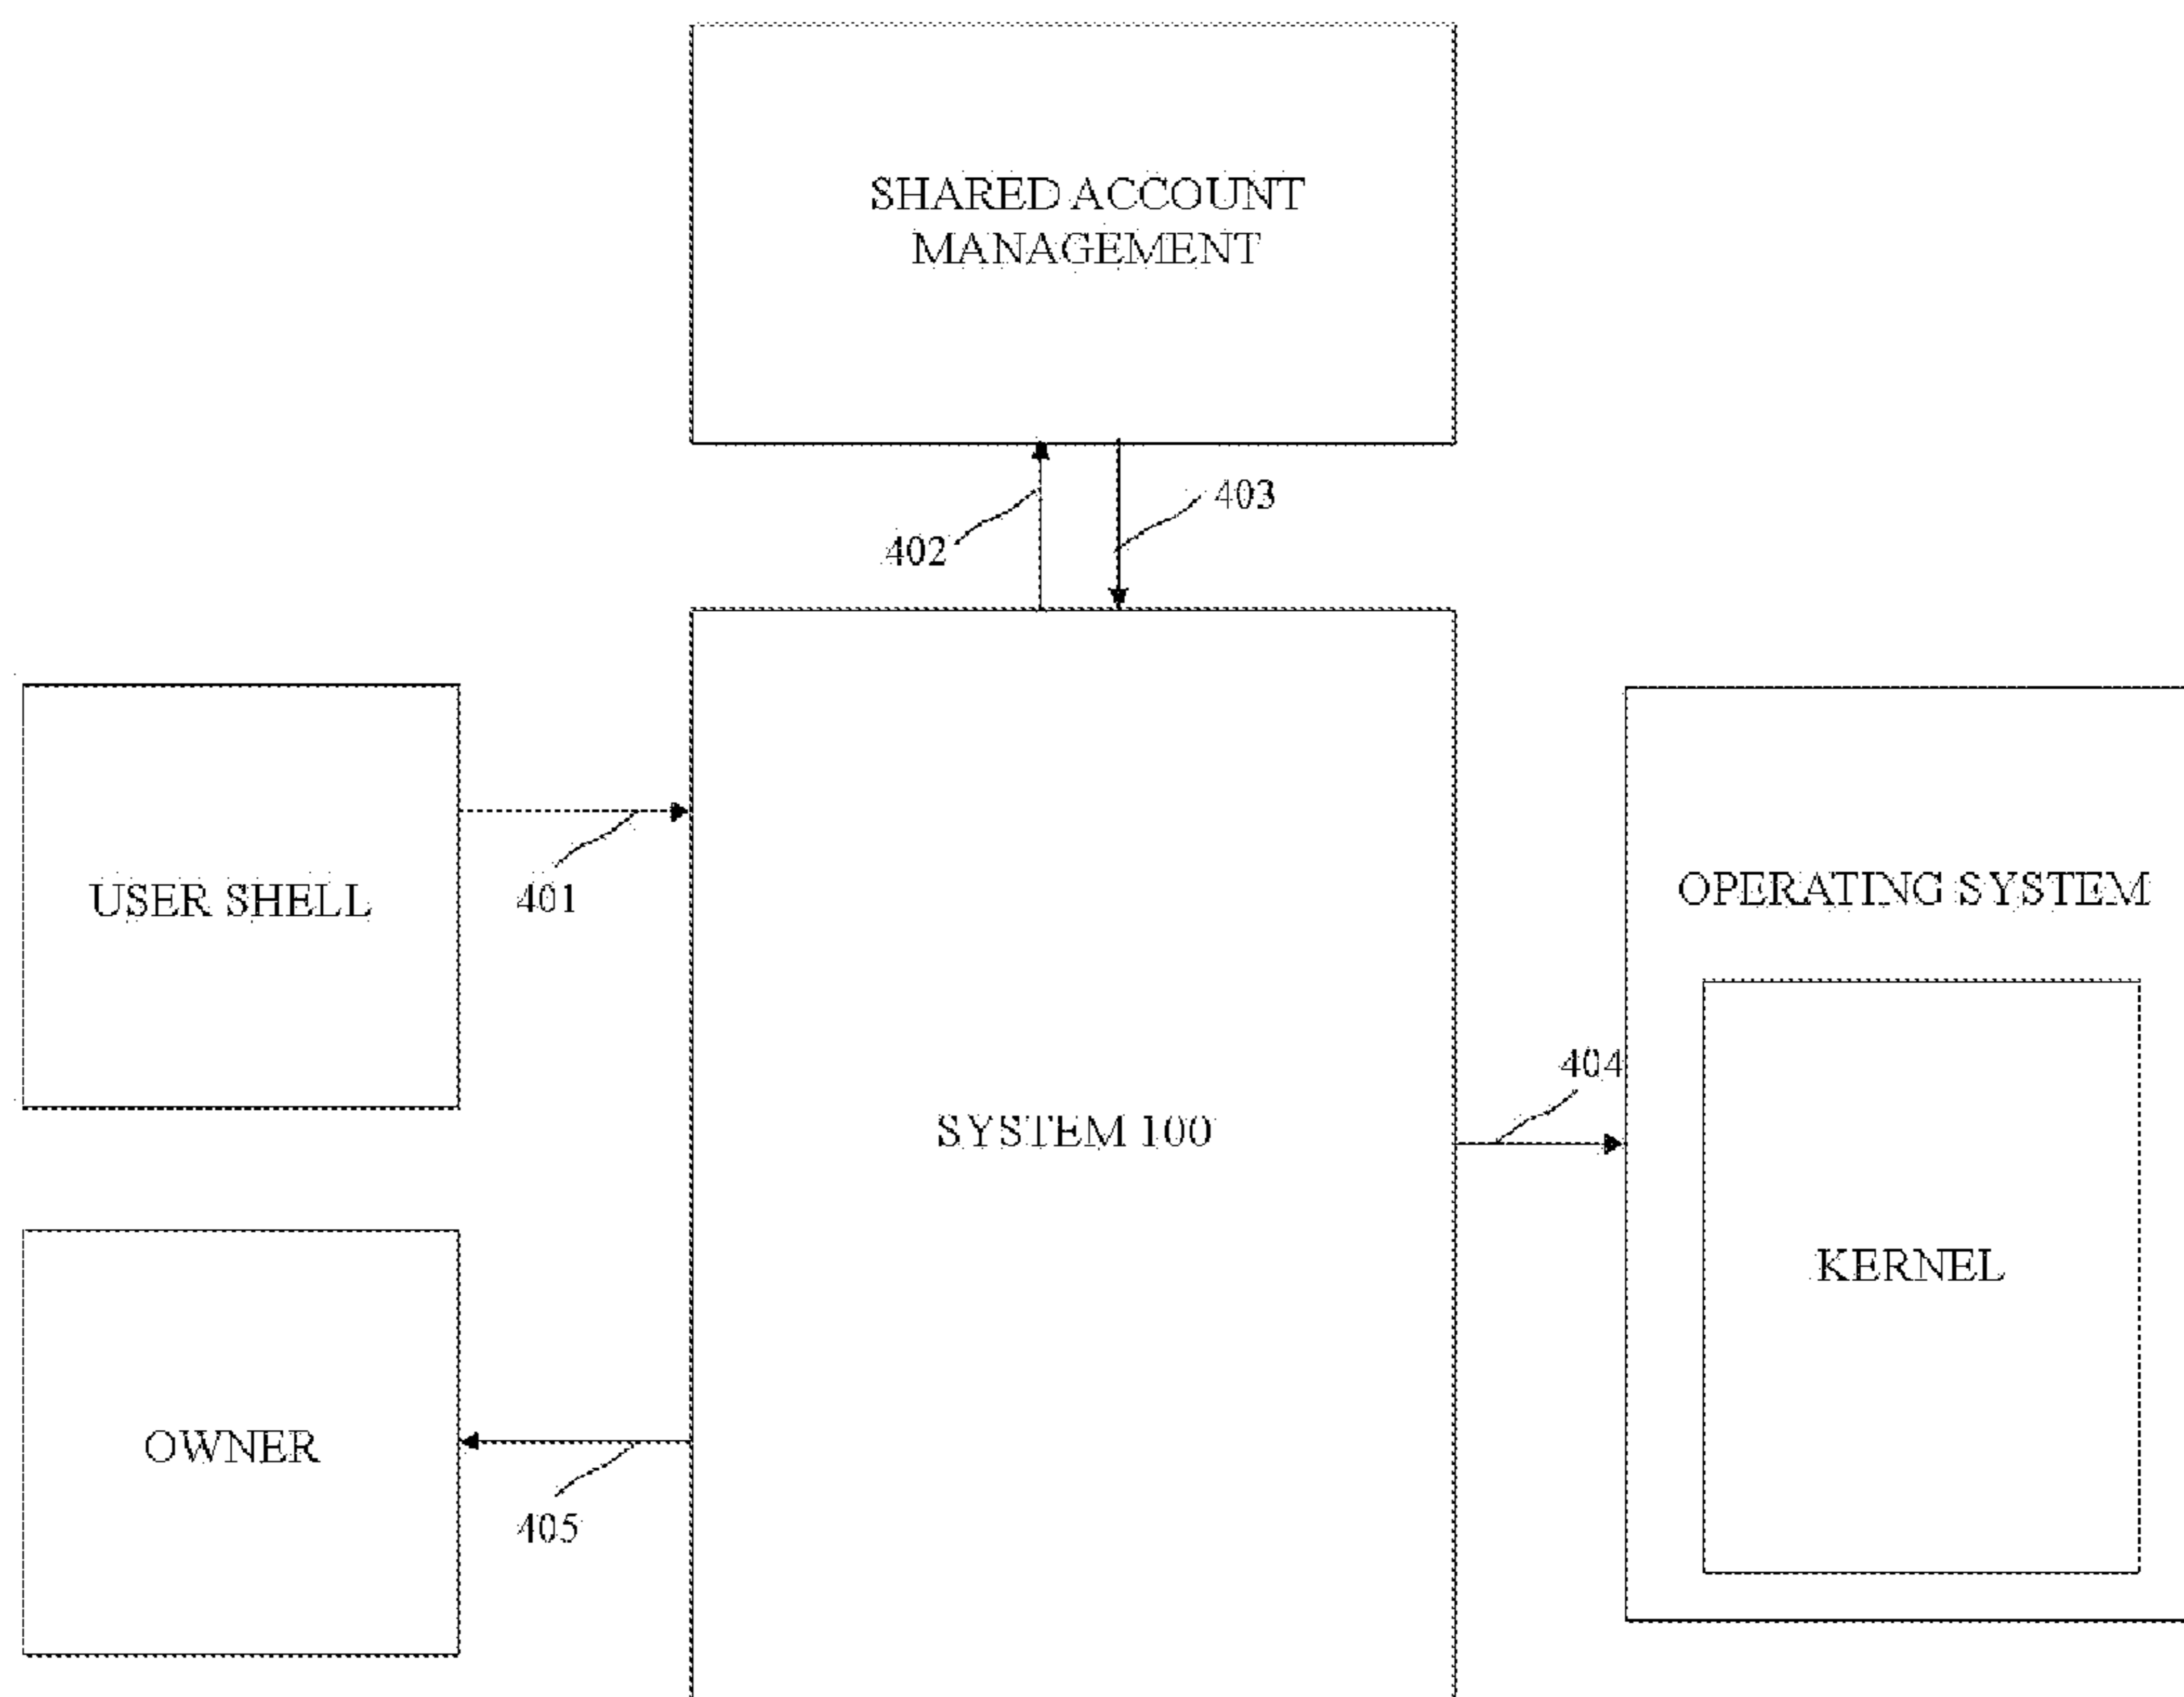 SHARED ACCOUNT
MANAGEMENT
403
402
401
USER SHELL
OPERATING SYSTEM
404
SYSTEM 100
KERNEL
OWNER
405